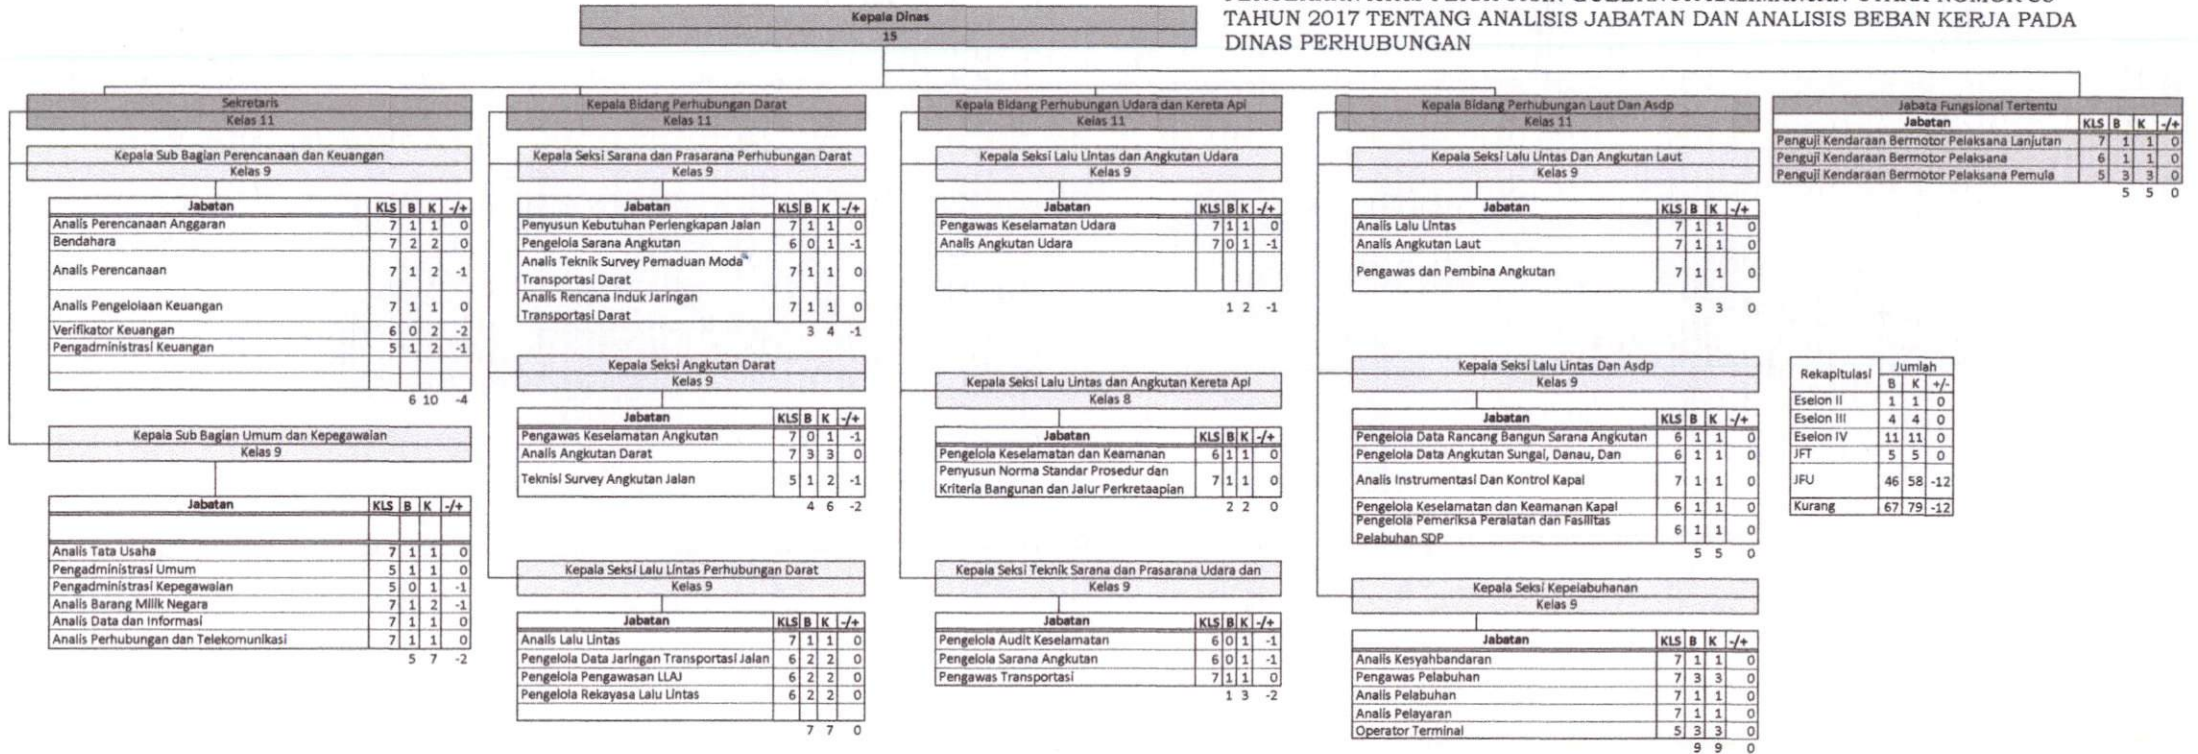 Kepala Dinas
15
TAHUN 2017 TENTANG ANALISIS JABATAN DAN ANALISIS BEBAN KERJA PADA
DINAS PERHUBUNGAN
Sekretaris
Kelas 11
Kepala Sub Bagian Perencanaan dan Keuangan
Kelas 9
Jabatan KLS B K -/+
Analis Perencanaan Anggaran 7 1 1 0
Bendahara 7 2 2 0
Analis Perencanaan 7 1 2 -1
Analis Pengelolaan Keuangan 7 1 1 0
Verifikator Keuangan 6 0 2 -2
Pengadministrasi Keuangan 5 1 2 -1
6 10 -4
Kepala Sub Bagian Umum dan Kepegawaian
Kelas 9
Jabatan KLS B K -/+
Analis Tata Usaha 7 1 1 0
Pengadministrasi Umum 5 1 1 0
Pengadministrasi Kepegawaian 5 0 1 -1
Analis Barang Milik Negara 7 1 2 -1
Analis Data dan Informasi 7 1 1 0
Analis Perhubungan dan Telekomunikasi 7 1 1 0
5 7 -2
Kepala Bidang Perhubungan Darat
Kelas 11
Kepala Seksi Sarana dan Prasarana Perhubungan Darat
Kelas 9
Jabatan KLS B K -/+
Penyusun Kebutuhan Perlengkapan Jalan 7 1 1 0
Pengelola Sarana Angkutan 6 0 1 -1
Analis Teknik Survey Pemaduan Moda
Transportasi Darat 7 1 1 0
Analis Rencana Induk Jaringan
Transportasi Darat 7 1 1 0
3 4 -1
Kepala Seksi Angkutan Darat
Kelas 9
Jabatan KLS B K -/+
Pengawas Keselamatan Angkutan 7 0 1 -1
Analis Angkutan Darat 7 3 3 0
Teknisi Survey Angkutan Jalan 5 1 2 -1
4 6 -2
Kepala Seksi Lalu Lintas Perhubungan Darat
Kelas 9
Jabatan KLS B K -/+
Analis Lalu Lintas 7 1 1 0
Pengelola Data Jaringan Transportasi Jalan 6 2 2 0
Pengelola Pengawasan LLAJ 6 2 2 0
Pengelola Rekayasa Lalu Lintas 6 2 2 0
7 7 0
Kepala Bidang Perhubungan Udara dan Kereta Api
Kelas 11
Kepala Seksi Lalu Lintas dan Angkutan Udara
Kelas 9
Jabatan KLS B K -/+
Pengawas Keselamatan Udara 7 1 1 0
Analis Angkutan Udara 7 0 1 -1
1 2 -1
Kepala Seksi Lalu Lintas dan Angkutan Kereta Api
Kelas 8
Jabatan KLS B K -/+
Pengelola Keselamatan dan Keamanan 6 1 1 0
Penyusun Norma Standar Prosedur dan
Kriteria Bangunan dan Jalur Perkretaapian 7 1 1 0
2 2 0
Kepala Seksi Teknik Sarana dan Prasarana Udara dan
Kelas 9
Jabatan KLS B K -/+
Pengelola Audit Keselamatan 6 0 1 -1
Pengelola Sarana Angkutan 6 0 1 -1
Pengawas Transportasi 7 1 1 0
1 3 -2
Kepala Bidang Perhubungan Laut Dan Asdp
Kelas 11
Kepala Seksi Lalu Lintas Dan Angkutan Laut
Kelas 9
Jabatan KLS B K -/+
Analis Lalu Lintas 7 1 1 0
Analis Angkutan Laut 7 1 1 0
Pengawas dan Pembina Angkutan 7 1 1 0
3 3 0
Kepala Seksi Lalu Lintas Dan Asdp
Kelas 9
Jabatan KLS B K -/+
Pengelola Data Rancang Bangun Sarana Angkutan 6 1 1 0
Pengelola Data Angkutan Sungai, Danau, Dan 6 1 1 0
Analis Instrumentasi Dan Kontrol Kapal 7 1 1 0
Pengelola Keselamatan dan Keamanan Kapal 6 1 1 0
Pengelola Pemeriksa Peralatan dan Fasilitas
Pelabuhan SDP 6 1 1 0
5 5 0
Kepala Seksi Kepelabuhanan
Kelas 9
Jabatan KLS B K -/+
Analis Kesyahbandaran 7 1 1 0
Pengawas Pelabuhan 7 3 3 0
Analis Pelabuhan 7 1 1 0
Analis Pelayaran 7 1 1 0
Operator Terminal 5 3 3 0
9 9 0
Jabata Fungsional Tertentu
Jabatan KLS B K -/+
Penguji Kendaraan Bermotor Pelaksana Lanjutan 7 1 1 0
Penguji Kendaraan Bermotor Pelaksana 6 1 1 0
Penguji Kendaraan Bermotor Pelaksana Pemula 5 3 3 0
5 5 0
Rekapitulasi Jumlah
B K +/-
Eselon II 1 1 0
Eselon III 4 4 0
Eselon IV 11 11 0
JFT 5 5 0
JFU 46 58 -12
Kurang 67 79 -12